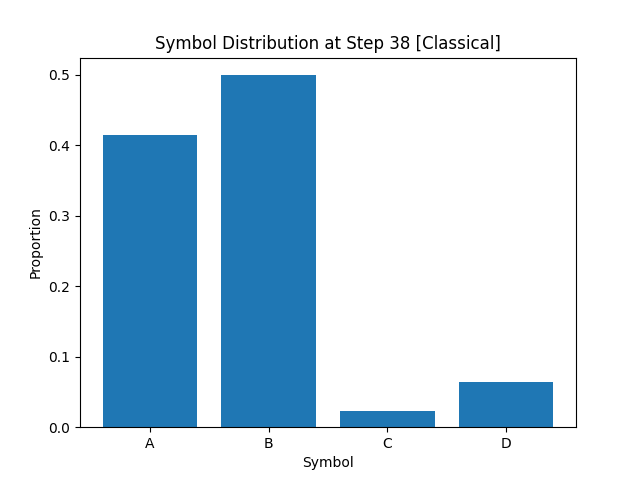 Symbol Distribution at Step 38 [Classical]
0.5
0.4
0.3
0.2
0.1
0.0
Proportion
A B C D
Symbol